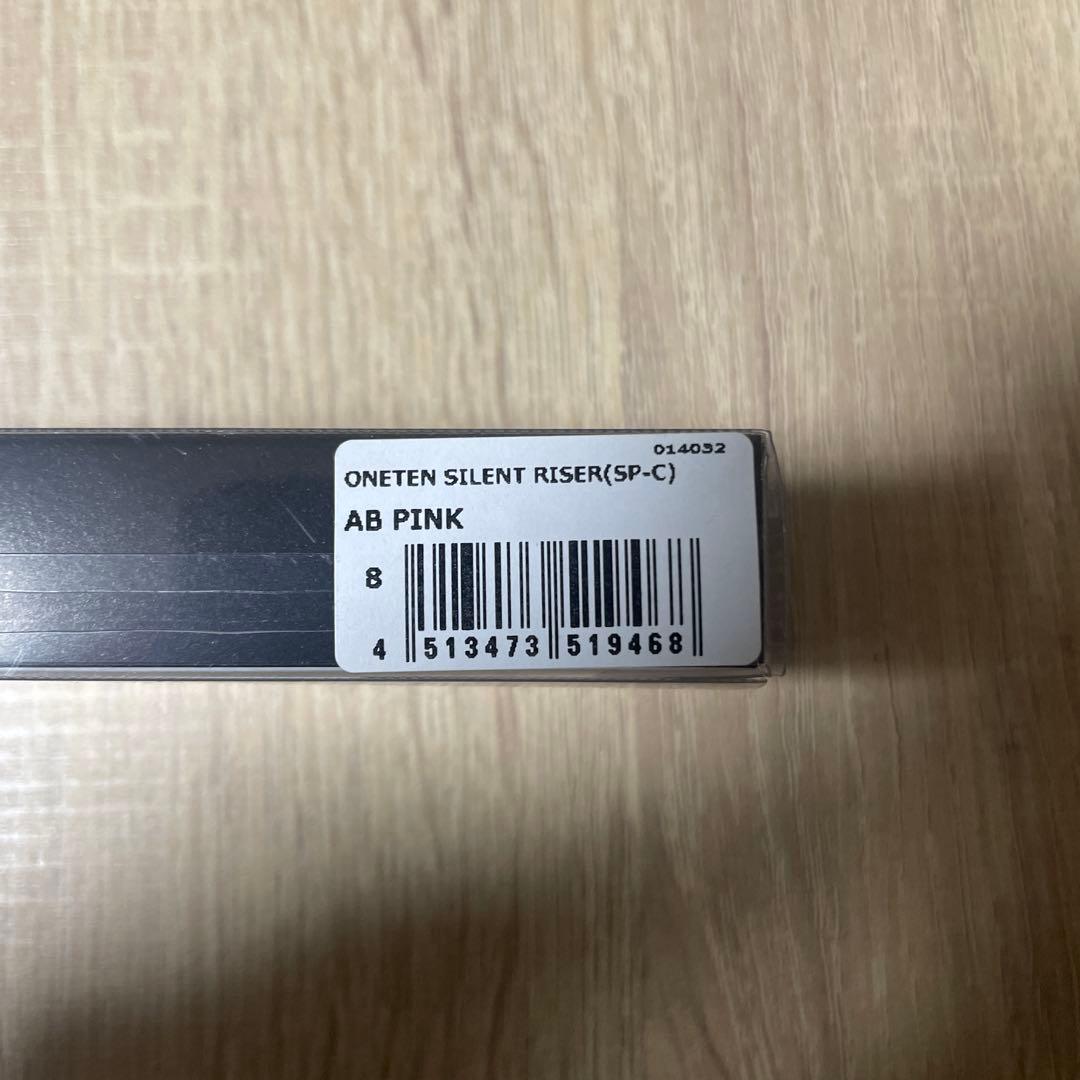 014032
ONETEN SILENT RISER(SP-C)
AB PINK
8
4 513473 519468